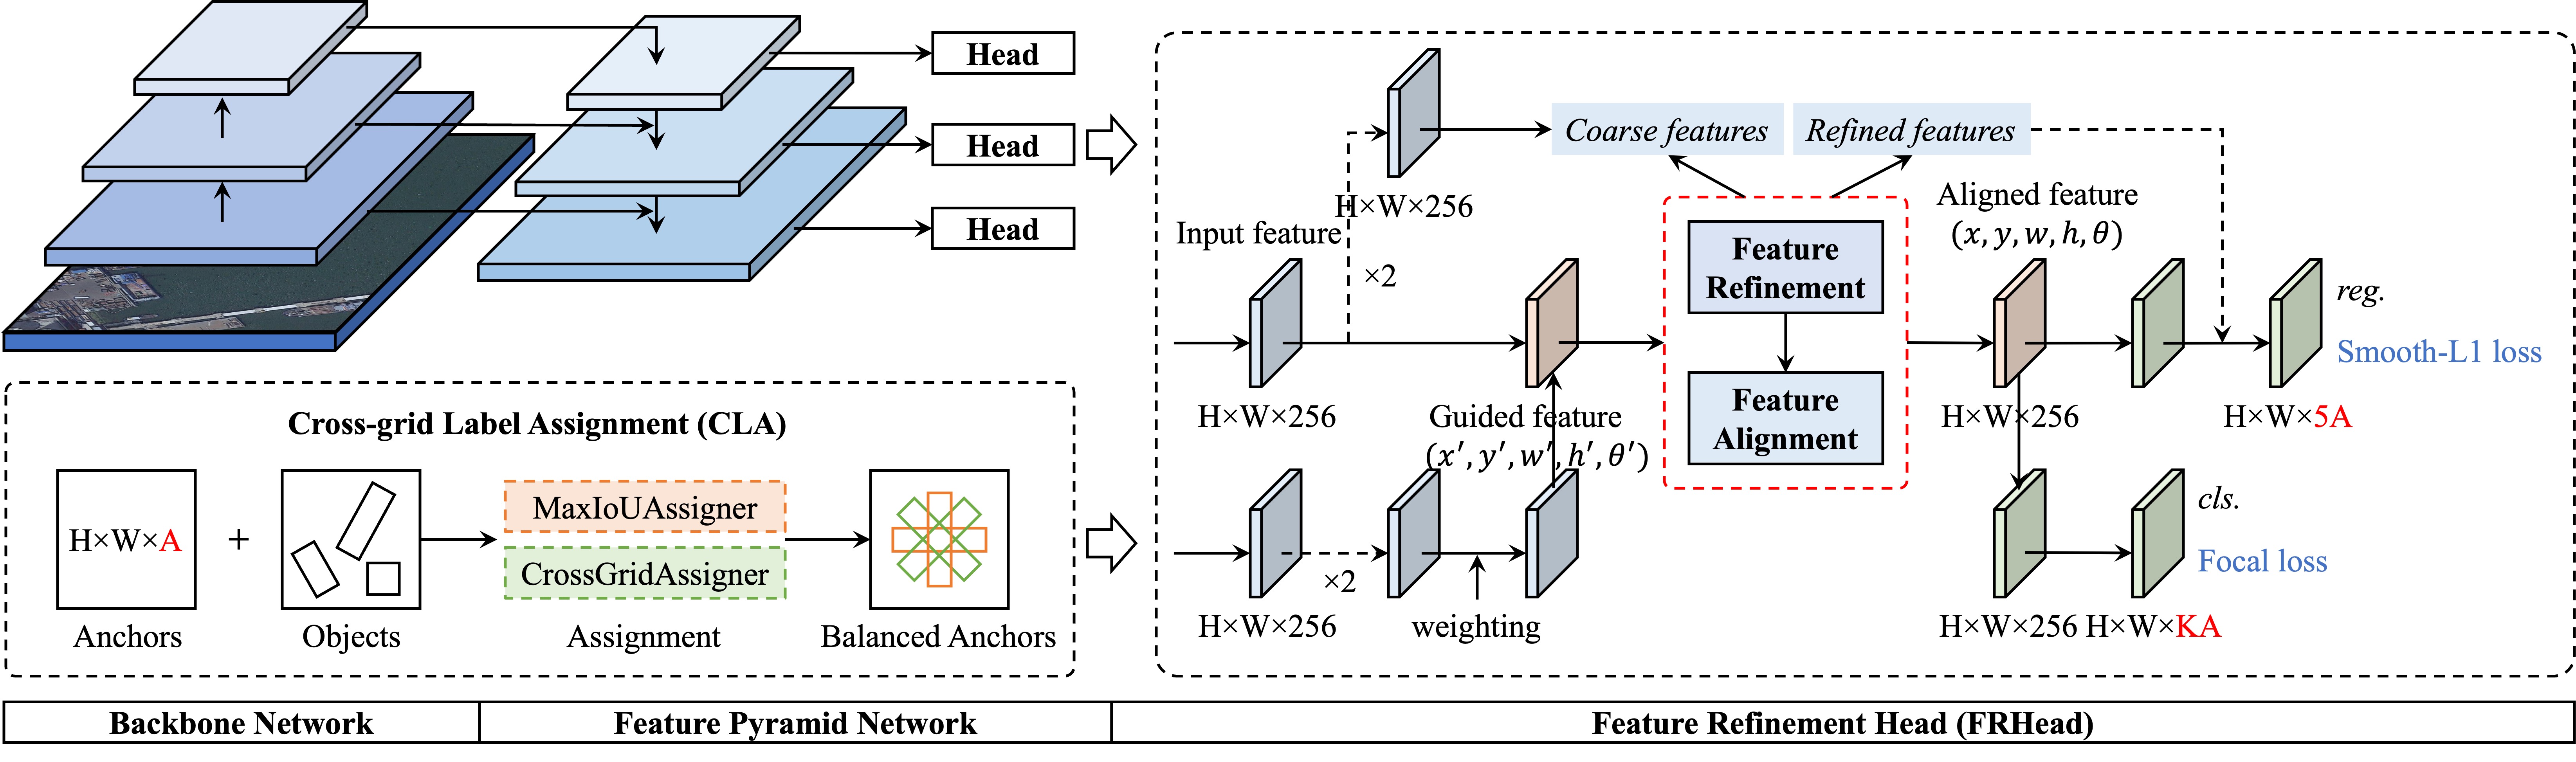 Head
Head
Head
Cross-grid Label Assignment (CLA)
H×W×A
+
MaxIoUAssigner
CrossGridAssigner
Anchors
Objects
Assignment
Balanced Anchors
Coarse features
Refined features
H×W×256
Input feature
×2
Aligned feature
(x, y, w, h, θ)
Feature
Refinement
Feature
Alignment
reg.
Smooth-L1 loss
H×W×256
Guided feature
(x′, y′, w′, h′, θ′)
H×W×256
H×W×5A
×2
H×W×256
weighting
cls.
Focal loss
H×W×256
H×W×KA
Backbone Network
Feature Pyramid Network
Feature Refinement Head (FRHead)